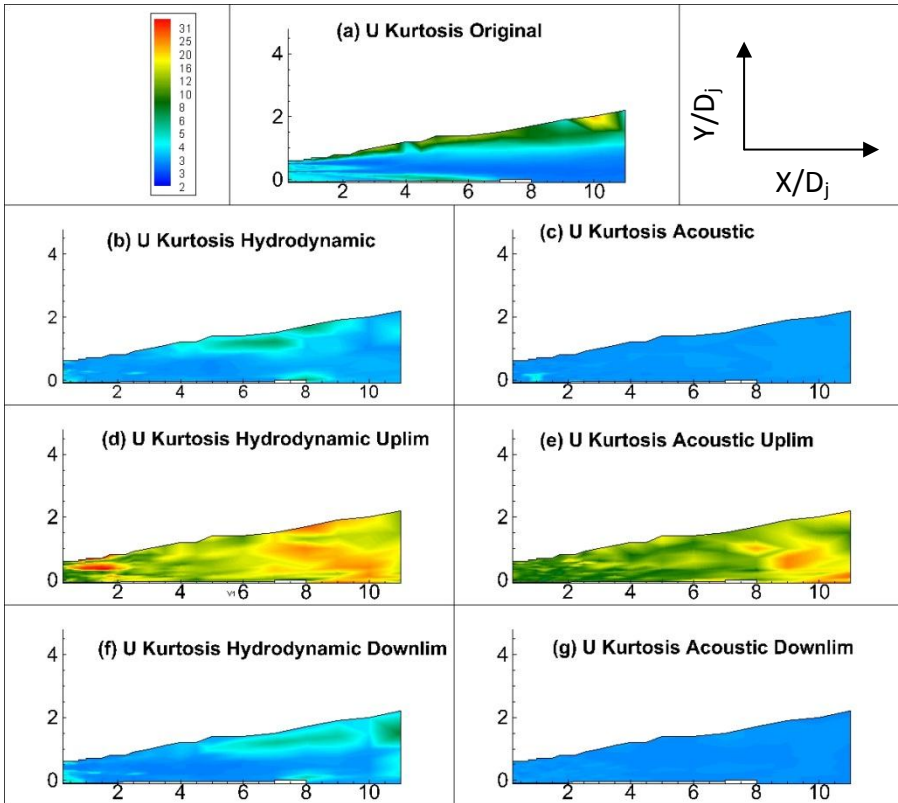 31
25
20
16
12
10
8
6
4
3
3
2
(a) U Kurtosis Original
4
2
0
2 4 6 8 10
Y/Dj
X/Dj
(b) U Kurtosis Hydrodynamic
4
2
0
2 4 6 8 10
(c) U Kurtosis Acoustic
4
2
0
2 4 6 8 10
(d) U Kurtosis Hydrodynamic Uplim
4
2
0
2 4 V1 6 8 10
(e) U Kurtosis Acoustic Uplim
4
2
0
2 4 6 8 10
(f) U Kurtosis Hydrodynamic Downlim
4
2
0
2 4 6 8 10
(g) U Kurtosis Acoustic Downlim
4
2
0
2 4 6 8 10